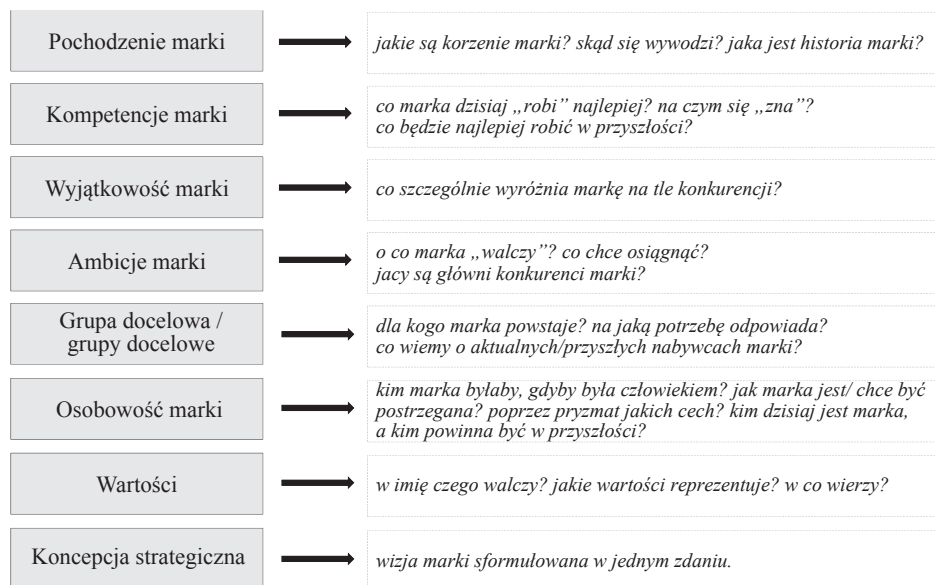 Pochodzenie marki
jakie są korzenie marki? skąd się wywodzi? jaka jest historia marki?
Kompetencje marki
co marka dzisiaj „robi” najlepiej? na czym się „zna”?
co będzie najlepiej robić w przyszłości?
Wyjątkowość marki
co szczególnie wyróżnia markę na tle konkurencji?
Ambicje marki
o co marka „walczy”? co chce osiągnąć?
jacy są główni konkurenci marki?
Grupa docelowa /
grupy docelowe
dla kogo marka powstaje? na jaką potrzebę odpowiada?
co wiemy o aktualnych/przyszłych nabywcach marki?
Osobowość marki
kim marka byłaby, gdyby była człowiekiem? jak marka jest/ chce być
postrzegana? poprzez pryzmat jakich cech? kim dzisiaj jest marka,
a kim powinna być w przyszłości?
Wartości
w imię czego walczy? jakie wartości reprezentuje? w co wierzy?
Koncepcja strategiczna
wizja marki sformułowana w jednym zdaniu.